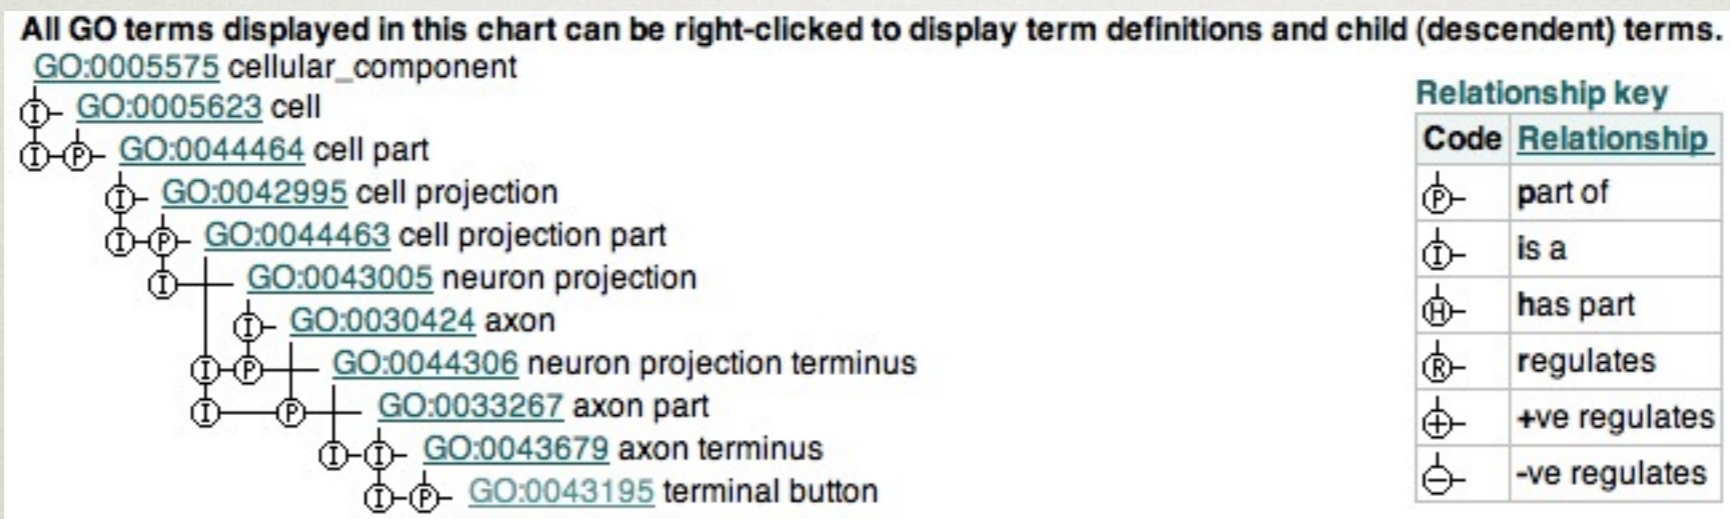 All GO terms displayed in this chart can be right-clicked to display term definitions and child (descendent) terms.
GO:0005575 cellular_component
I GO:0005623 cell
I P GO:0044464 cell part
I GO:0042995 cell projection
I P GO:0044463 cell projection part
I GO:0043005 neuron projection
I GO:0030424 axon
I P GO:0044306 neuron projection terminus
I P GO:0033267 axon part
I I GO:0043679 axon terminus
I P GO:0043195 terminal button
Relationship key
Code Relationship
P part of
I is a
H has part
R regulates
+ +ve regulates
- -ve regulates